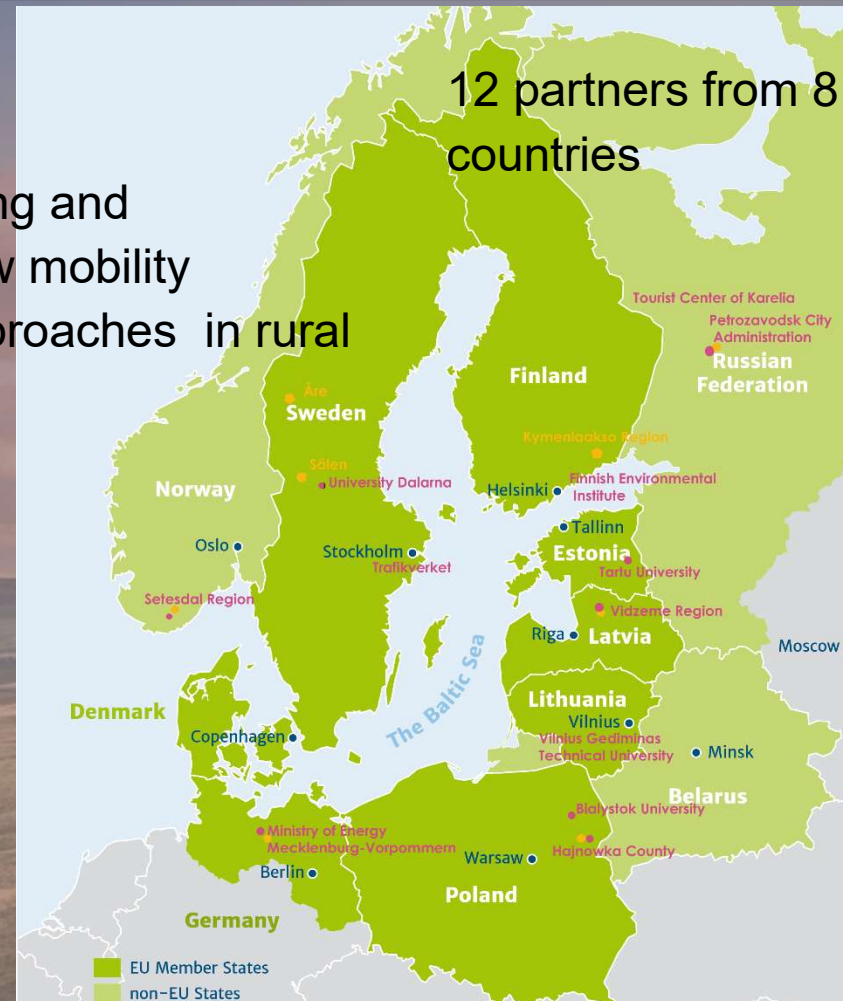 12 partners from 8
countries
ng and
w mobility
proaches in rural
Tourist Center of Karelia
Petrozavodsk City
Administration
Russian
Federation
Finland
Åre
Sweden
Kymenlaakso Region
Sälen
University Dalarna
Norway
Helsinki
Finnish Environmental
Institute
Tallinn
Oslo
Stockholm
Trafikverket
Estonia
Tartu University
Setesdal Region
Vidzeme Region
Riga
Latvia
Moscow
The Baltic Sea
Lithuania
Denmark
Vilnius
Copenhagen
Vilnius Gediminas
Technical University
Minsk
Belarus
Bialystok University
Ministry of Energy
Mecklenburg-Vorpommern
Hajnowka County
Warsaw
Berlin
Poland
Germany
EU Member States
non-EU States